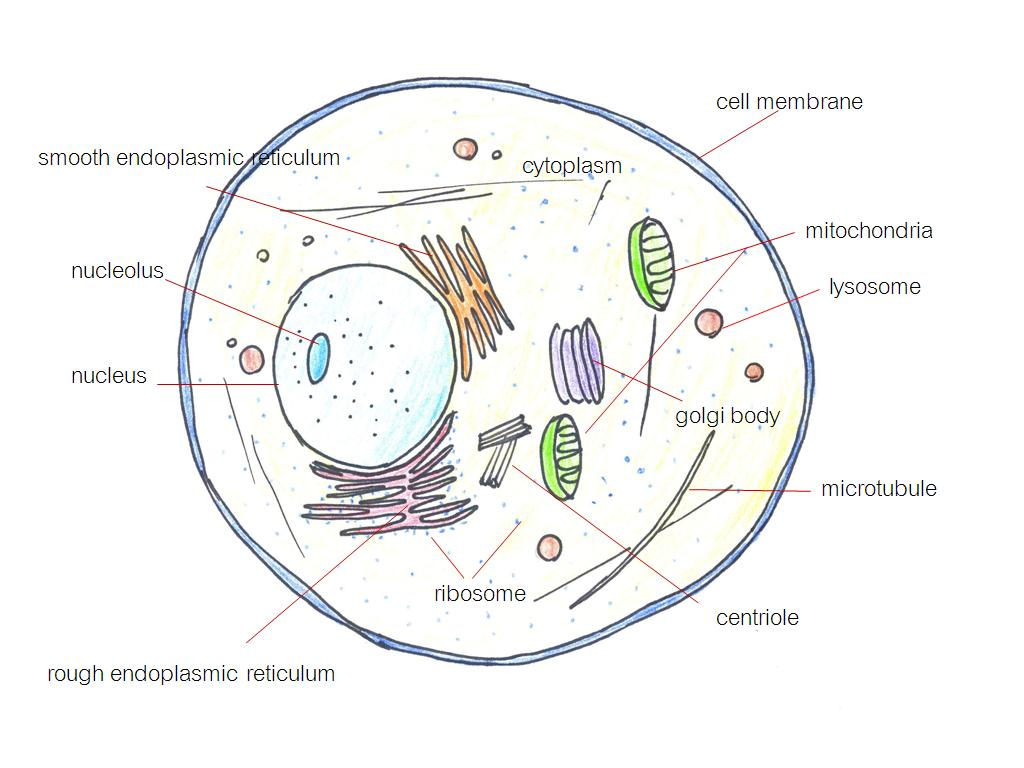 cell membrane
smooth endoplasmic reticulum
cytoplasm
mitochondria
nucleolus
lysosome
nucleus
golgi body
microtubule
ribosome
centriole
rough endoplasmic reticulum